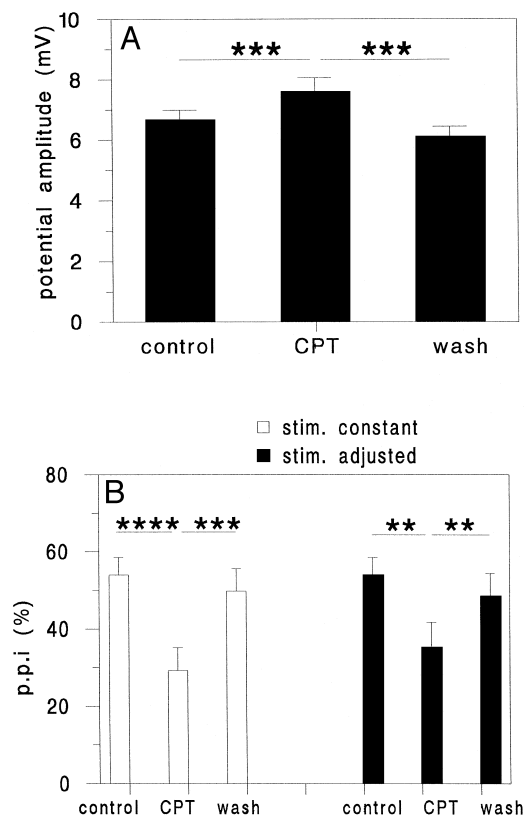 A
*** ***
10
8
6
4
2
0
potential amplitude (mV)
control CPT wash
stim. constant
stim. adjusted
B
**** *** ** **
80
60
40
20
0
p.p.i (%)
control CPT wash control CPT wash